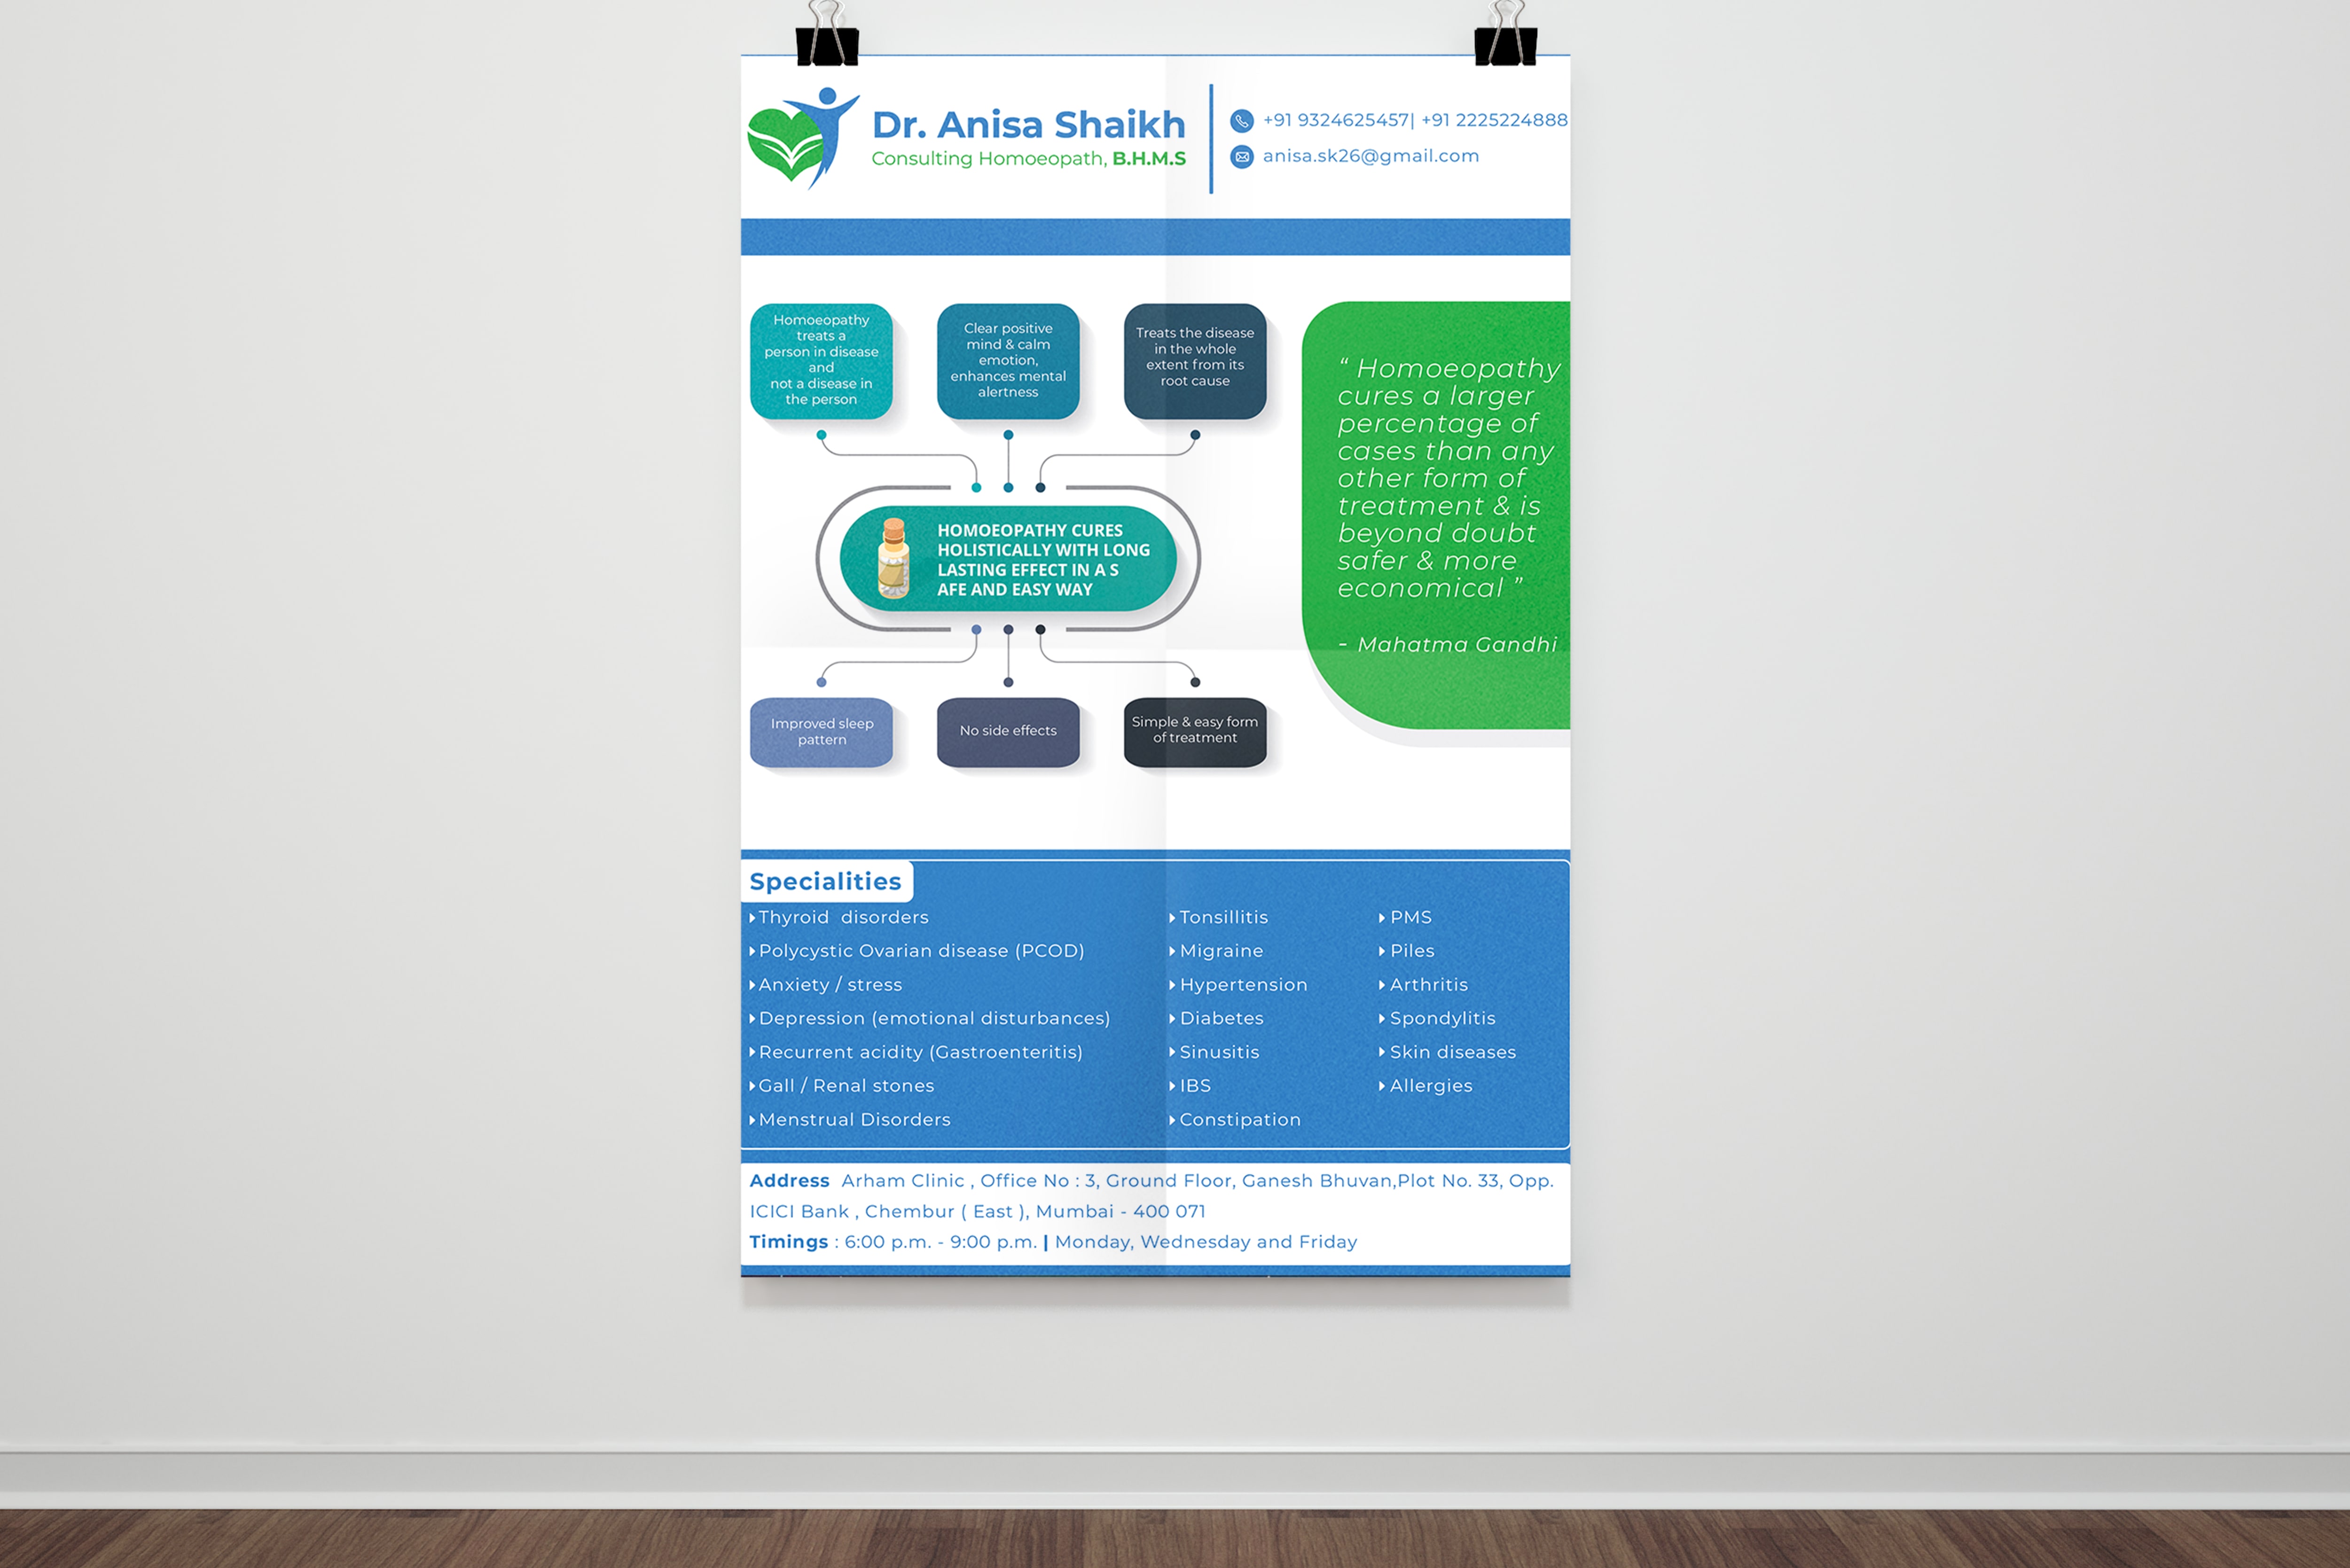 Dr. Anisa Shaikh
Consulting Homoeopath, B.H.M.S
+91 9324625457| +91 2225224888
anisa.sk26@gmail.com
Homoeopathy
treats a
person in disease
and
not a disease in
the person
Clear positive
mind & calm
emotion,
enhances mental
alertness
Treats the disease
in the whole
extent from its
root cause
HOMOEOPATHY CURES
HOLISTICALLY WITH LONG
LASTING EFFECT IN A S
AFE AND EASY WAY
Improved sleep
pattern
No side effects
Simple & easy form
of treatment
“ Homoeopathy
cures a larger
percentage of
cases than any
other form of
treatment & is
beyond doubt
safer & more
economical ”
- Mahatma Gandhi
Specialities
Thyroid  disorders
Polycystic Ovarian disease (PCOD)
Anxiety / stress
Depression (emotional disturbances)
Recurrent acidity (Gastroenteritis)
Gall / Renal stones
Menstrual Disorders
Tonsillitis
Migraine
Hypertension
Diabetes
Sinusitis
IBS
Constipation
PMS
Piles
Arthritis
Spondylitis
Skin diseases
Allergies
Address  Arham Clinic , Office No : 3, Ground Floor, Ganesh Bhuvan,Plot No. 33, Opp.
ICICI Bank , Chembur ( East ), Mumbai - 400 071
Timings : 6:00 p.m. - 9:00 p.m. | Monday, Wednesday and Friday